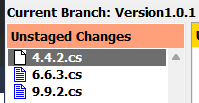 Current Branch: Version1.0.1
Unstaged Changes
4.4.2.cs
6.6.3.cs
9.9.2.cs